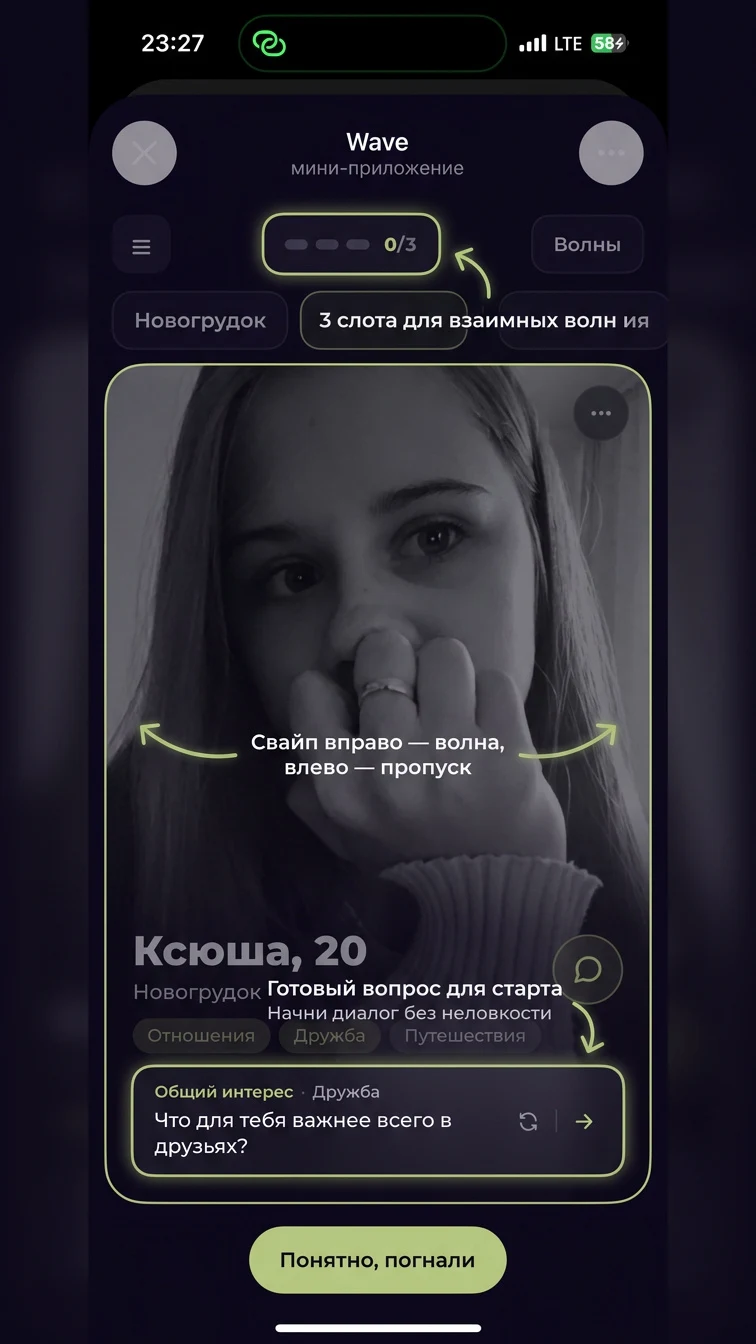 23:27
LTE
58
Wave
мини-приложение
0/3
Волны
Новогрудок
3 слота для взаимных волн
ия
Свайп вправо — волна,
влево — пропуск
Ксюша, 20
Новогрудок
Готовый вопрос для старта
Начни диалог без неловкости
Отношения
Дружба
Путешествия
Общий интерес · Дружба
Что для тебя важнее всего в
друзьях?
Понятно, погнали